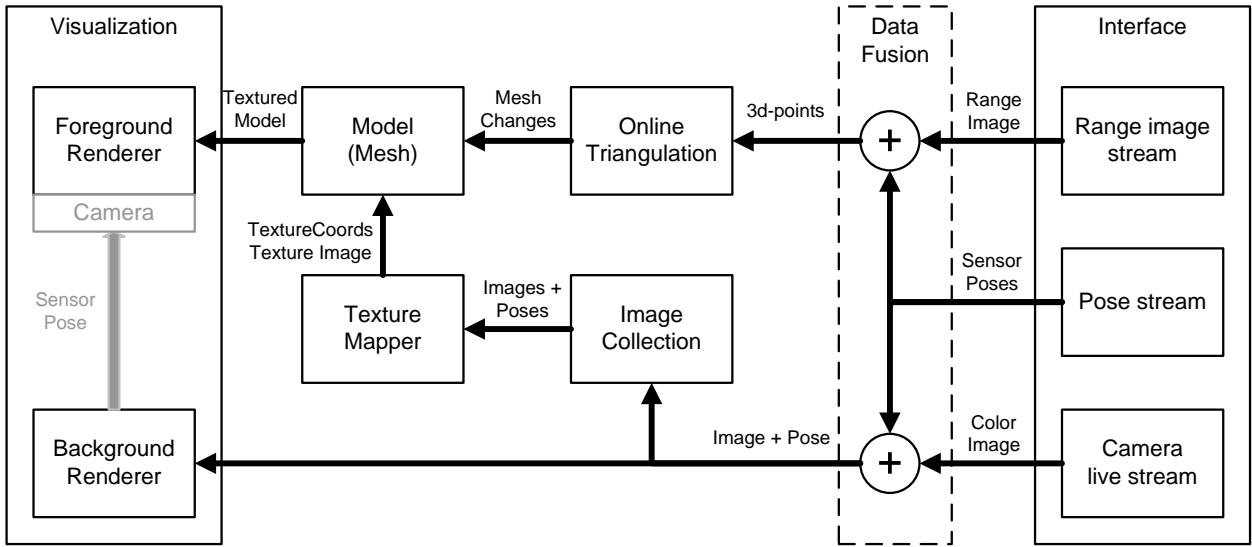 Visualization
Data
Fusion
Interface
Foreground
Renderer
Textured
Model
Model
(Mesh)
Mesh
Changes
Online
Triangulation
3d-points
+
Range
Image
Range image
stream
Camera
TextureCoords
Texture Image
Sensor
Pose
Texture
Mapper
Images +
Poses
Image
Collection
Sensor
Poses
Pose stream
Background
Renderer
Image + Pose
+
Color
Image
Camera
live stream